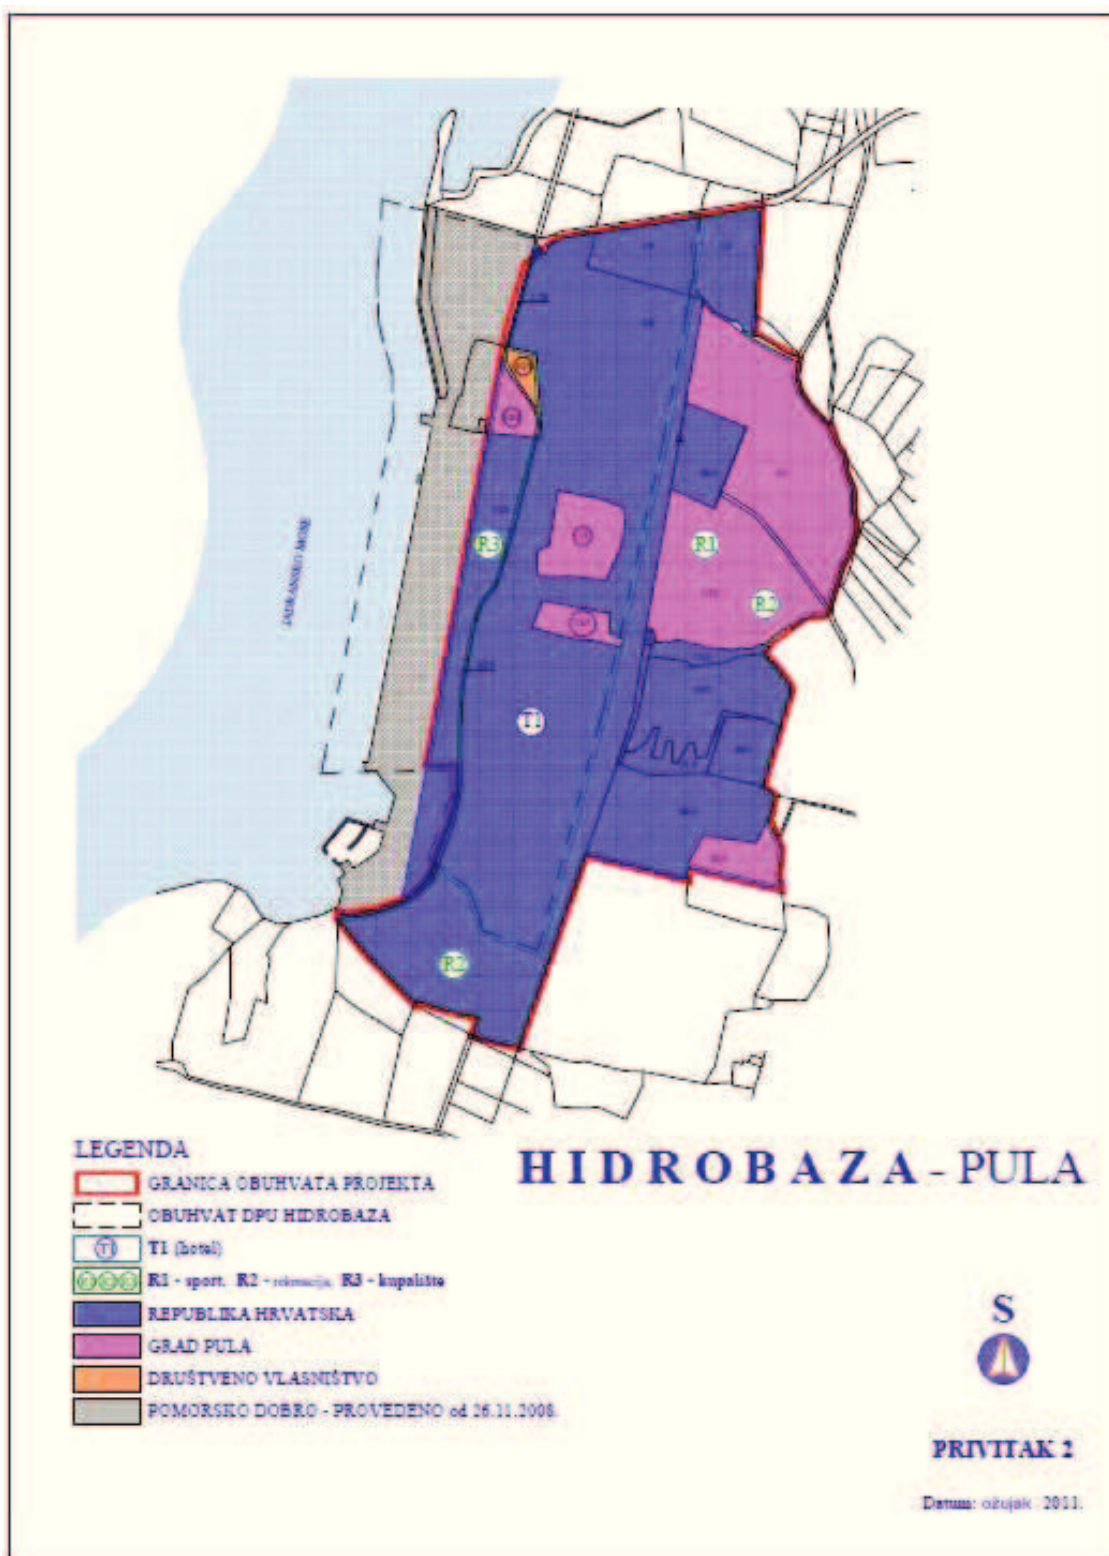 JADRANSKO MORE
R3
R1
R2
T1
R2
LEGENDA
GRANICA OBUHVATA PROJEKTA
OBUHVAT DPU HIDROBAZA
T1 T1 (hotel)
R1 - sport, R2 - rekreacija, R3 - kupalište
REPUBLIKA HRVATSKA
GRAD PULA
DRUŠTVENO VLASNIŠTVO
POMORSKO DOBRO - PROVEDENO od 26.11.2008.
HIDROBAZA - PULA
S
PRIVITAK 2
Datum: ožujak 2011.